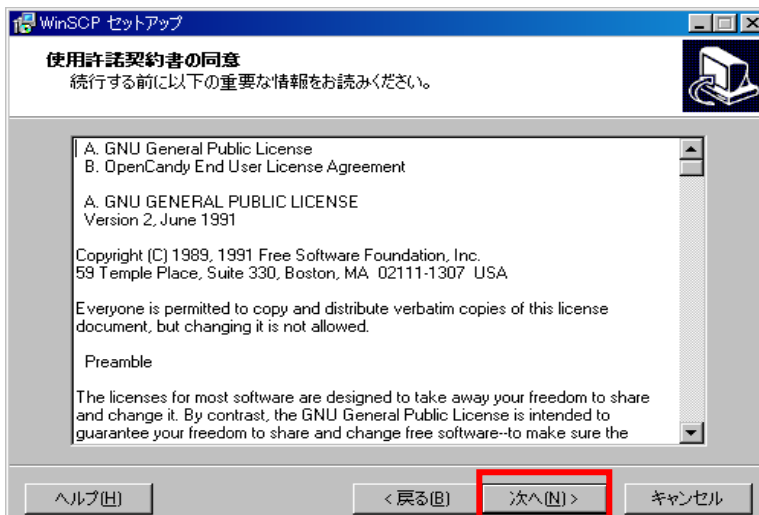 WinSCP セットアップ
使用許諾契約書の同意
続行する前に以下の重要な情報をお読みください。
A. GNU General Public License
B. OpenCandy End User License Agreement
A. GNU GENERAL PUBLIC LICENSE
Version 2, June 1991
Copyright (C) 1989, 1991 Free Software Foundation, Inc.
59 Temple Place, Suite 330, Boston, MA  02111-1307  USA
Everyone is permitted to copy and distribute verbatim copies of this license
document, but changing it is not allowed.
Preamble
The licenses for most software are designed to take away your freedom to share
and change it. By contrast, the GNU General Public License is intended to
guarantee your freedom to share and change free software--to make sure the
ヘルプ(H) < 戻る(B) 次へ(N) > キャンセル